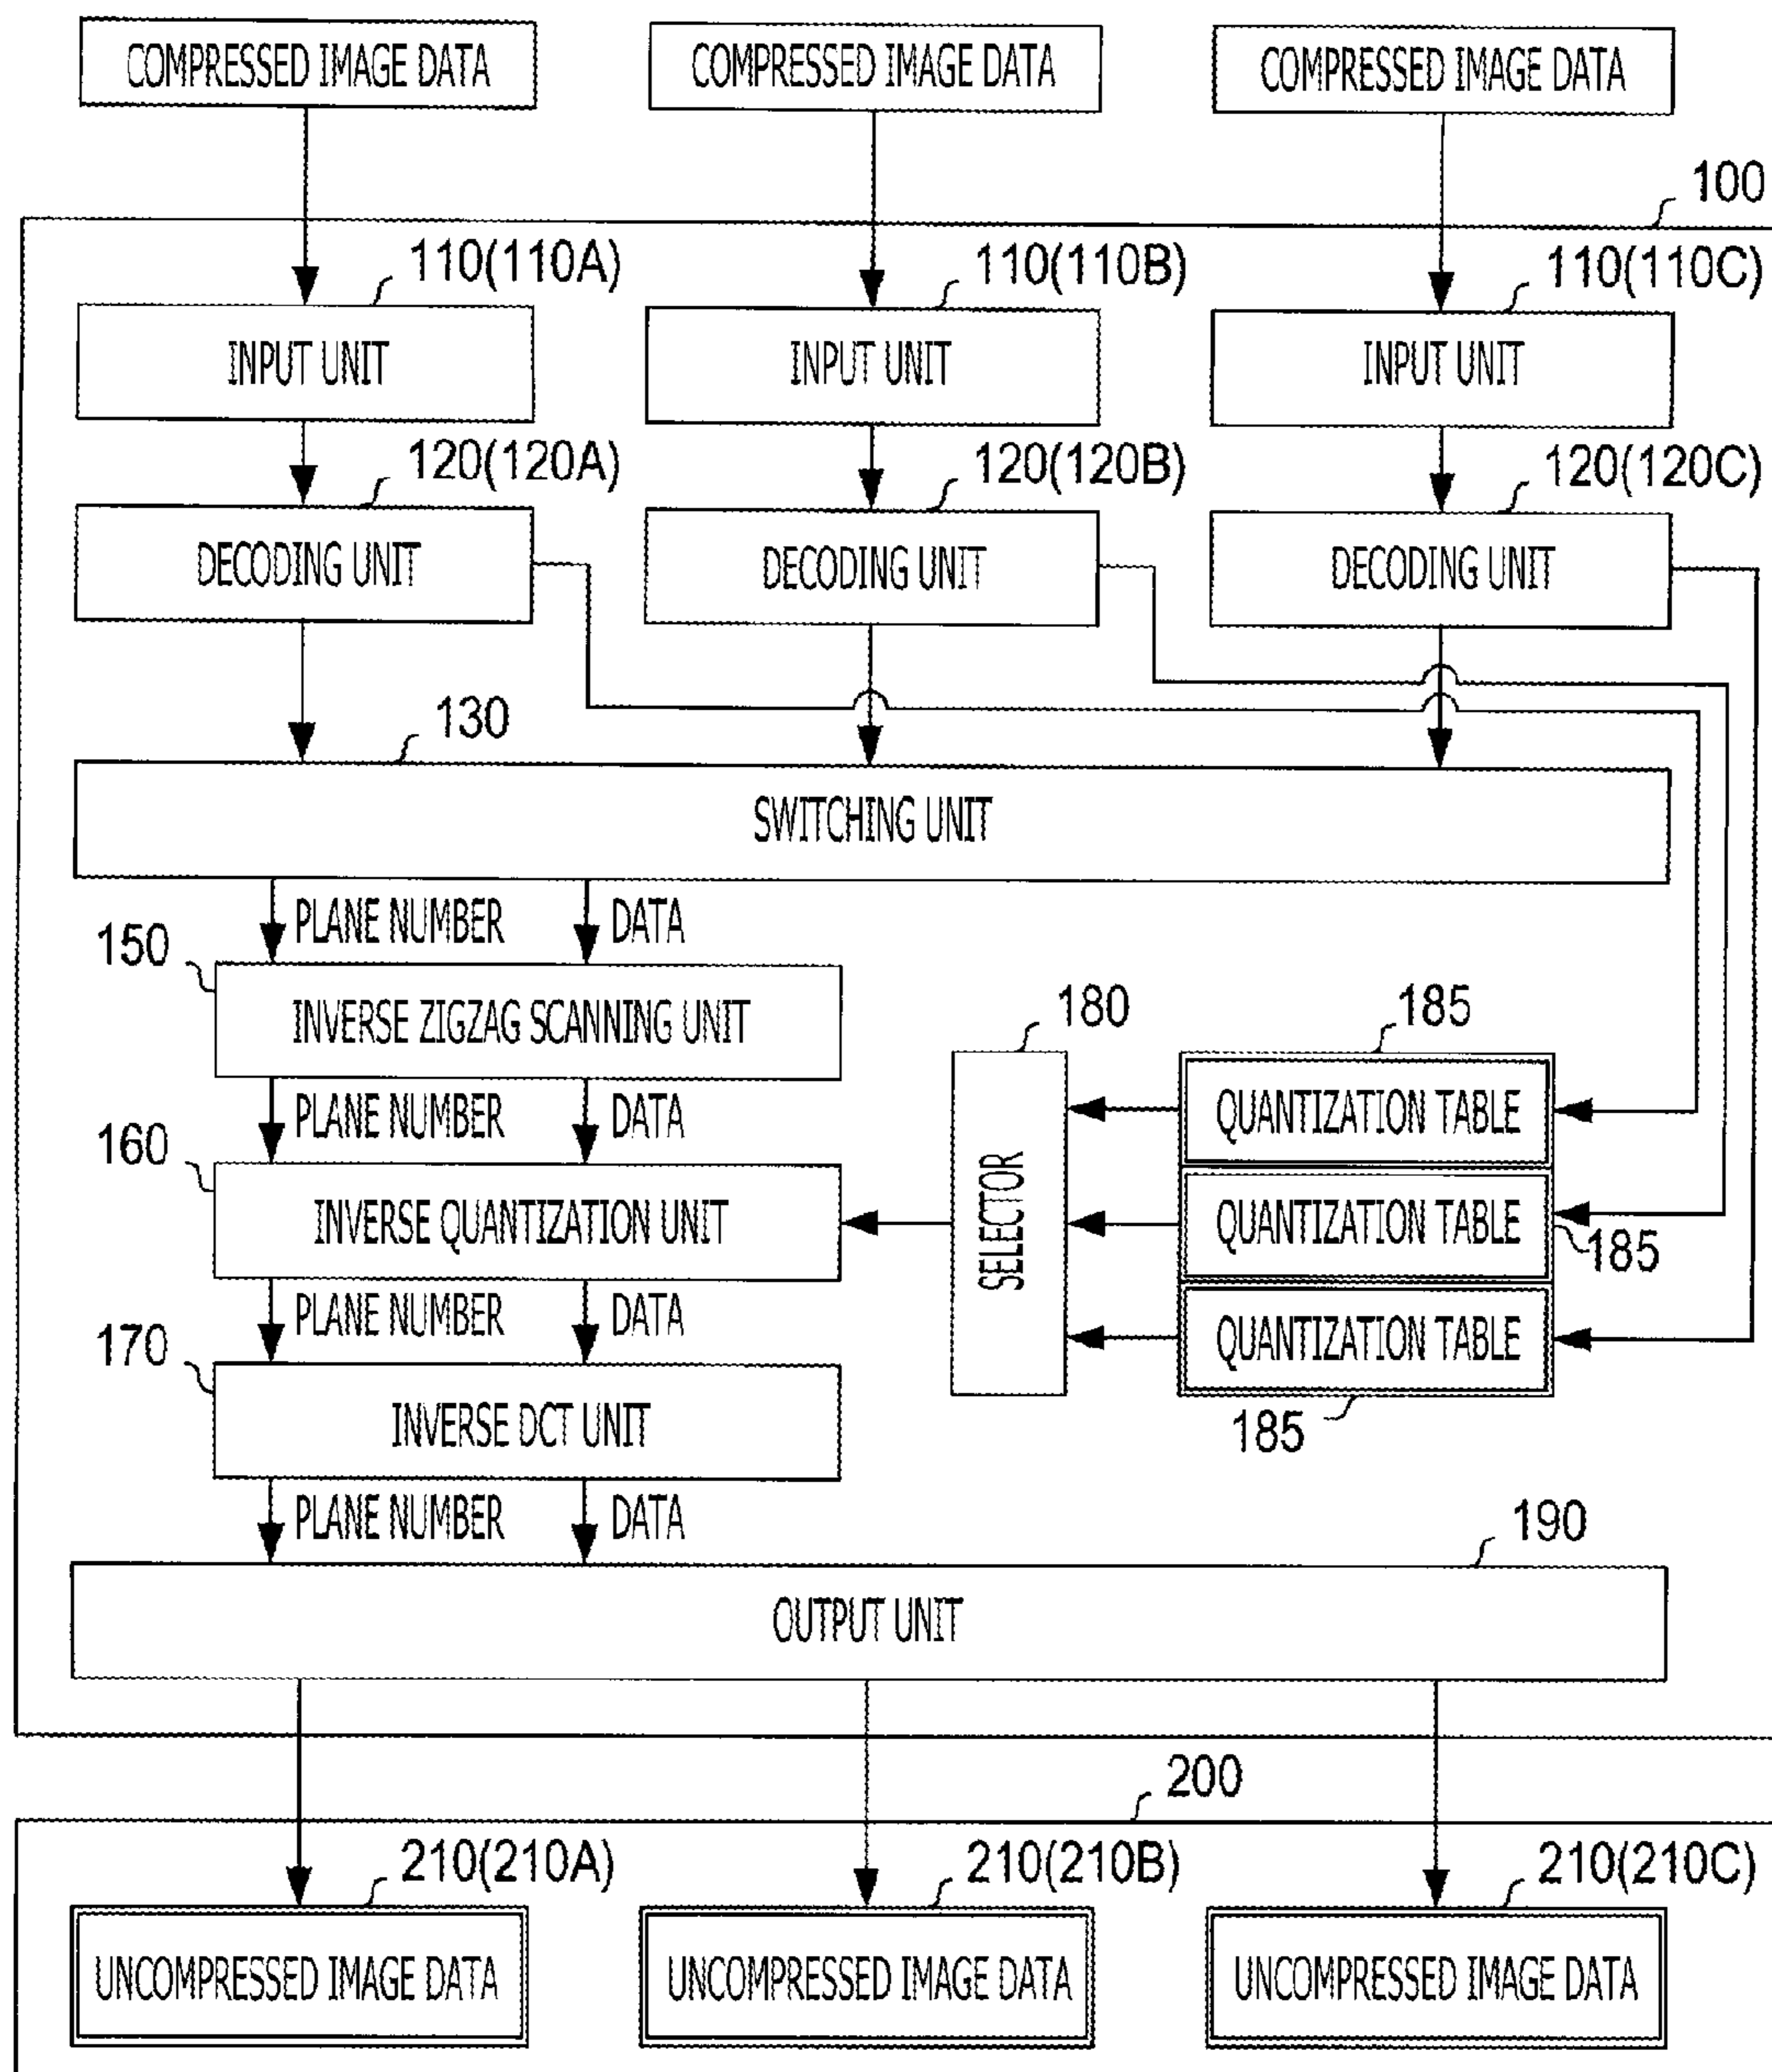 COMPRESSED IMAGE DATA
COMPRESSED IMAGE DATA
COMPRESSED IMAGE DATA
100
110(110A)
110(110B)
110(110C)
INPUT UNIT
INPUT UNIT
INPUT UNIT
120(120A)
120(120B)
120(120C)
DECODING UNIT
DECODING UNIT
DECODING UNIT
130
SWITCHING UNIT
PLANE NUMBER
DATA
150
INVERSE ZIGZAG SCANNING UNIT
180
185
PLANE NUMBER
DATA
QUANTIZATION TABLE
160
INVERSE QUANTIZATION UNIT
SELECTOR
QUANTIZATION TABLE
185
PLANE NUMBER
DATA
QUANTIZATION TABLE
170
INVERSE DCT UNIT
185
PLANE NUMBER
DATA
190
OUTPUT UNIT
200
210(210A)
210(210B)
210(210C)
UNCOMPRESSED IMAGE DATA
UNCOMPRESSED IMAGE DATA
UNCOMPRESSED IMAGE DATA